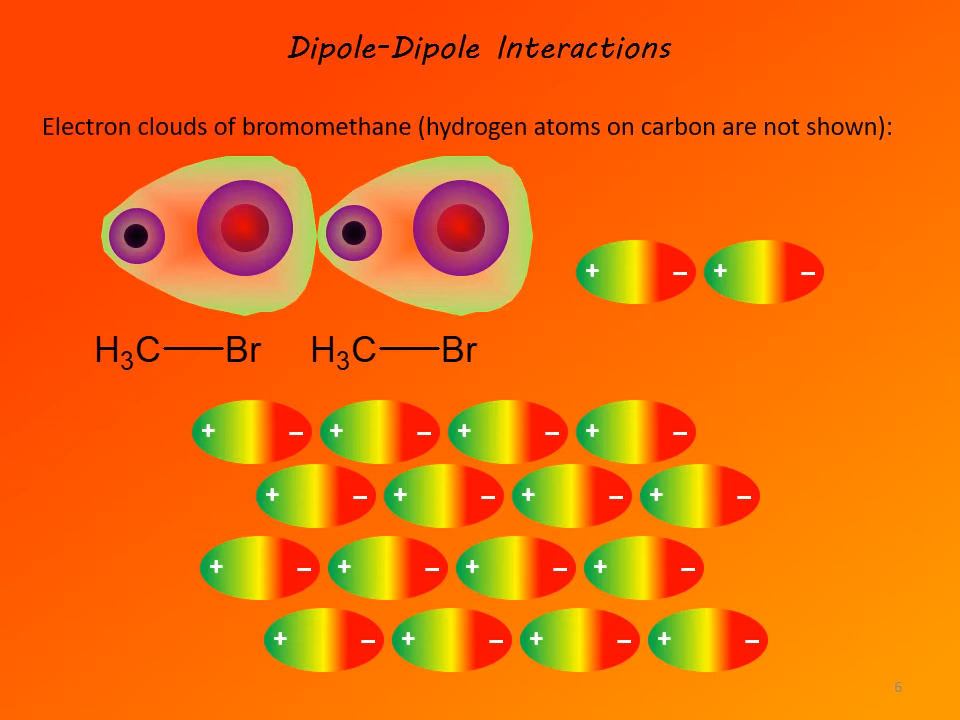 Dipole-Dipole Interactions
Electron clouds of bromomethane (hydrogen atoms on carbon are not shown):
+ – + –
H₃C—Br H₃C—Br
+ – + – + – + –
+ – + – + – + –
+ – + – + – + –
+ – + – + – + –
6